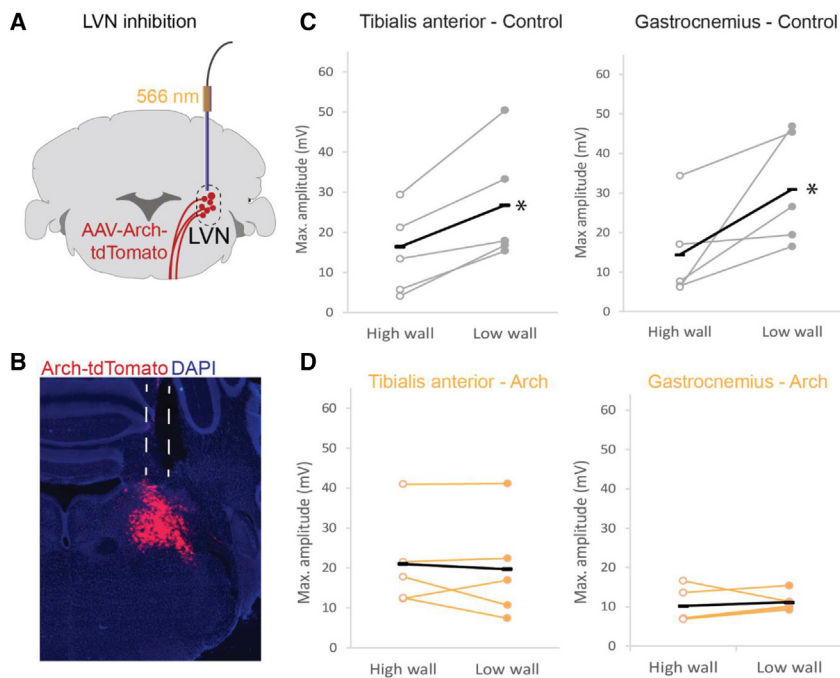 A
LVN inhibition
566 nm
AAV-Arch-
tdTomato
LVN
B
Arch-tdTomato DAPI
C
Tibialis anterior - Control
Max. amplitude (mV)
60
50
40
30
20
10
0
*
High wall
Low wall
Gastrocnemius - Control
Max. amplitude (mV)
60
50
40
30
20
10
0
*
High wall
Low wall
D
Tibialis anterior - Arch
Max. amplitude (mV)
60
50
40
30
20
10
0
High wall
Low wall
Gastrocnemius - Arch
Max. amplitude (mV)
60
50
40
30
20
10
0
High wall
Low wall